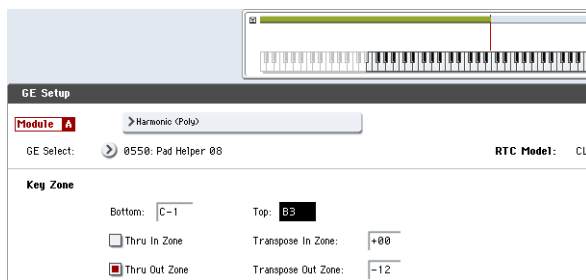 GE Setup
Module A
Harmonic (Poly)
GE Select: 0550: Pad Helper 08 RTC Model: CL
Key Zone
Bottom: C-1 Top: B3
Thru In Zone Transpose In Zone: +00
Thru Out Zone Transpose Out Zone: -12